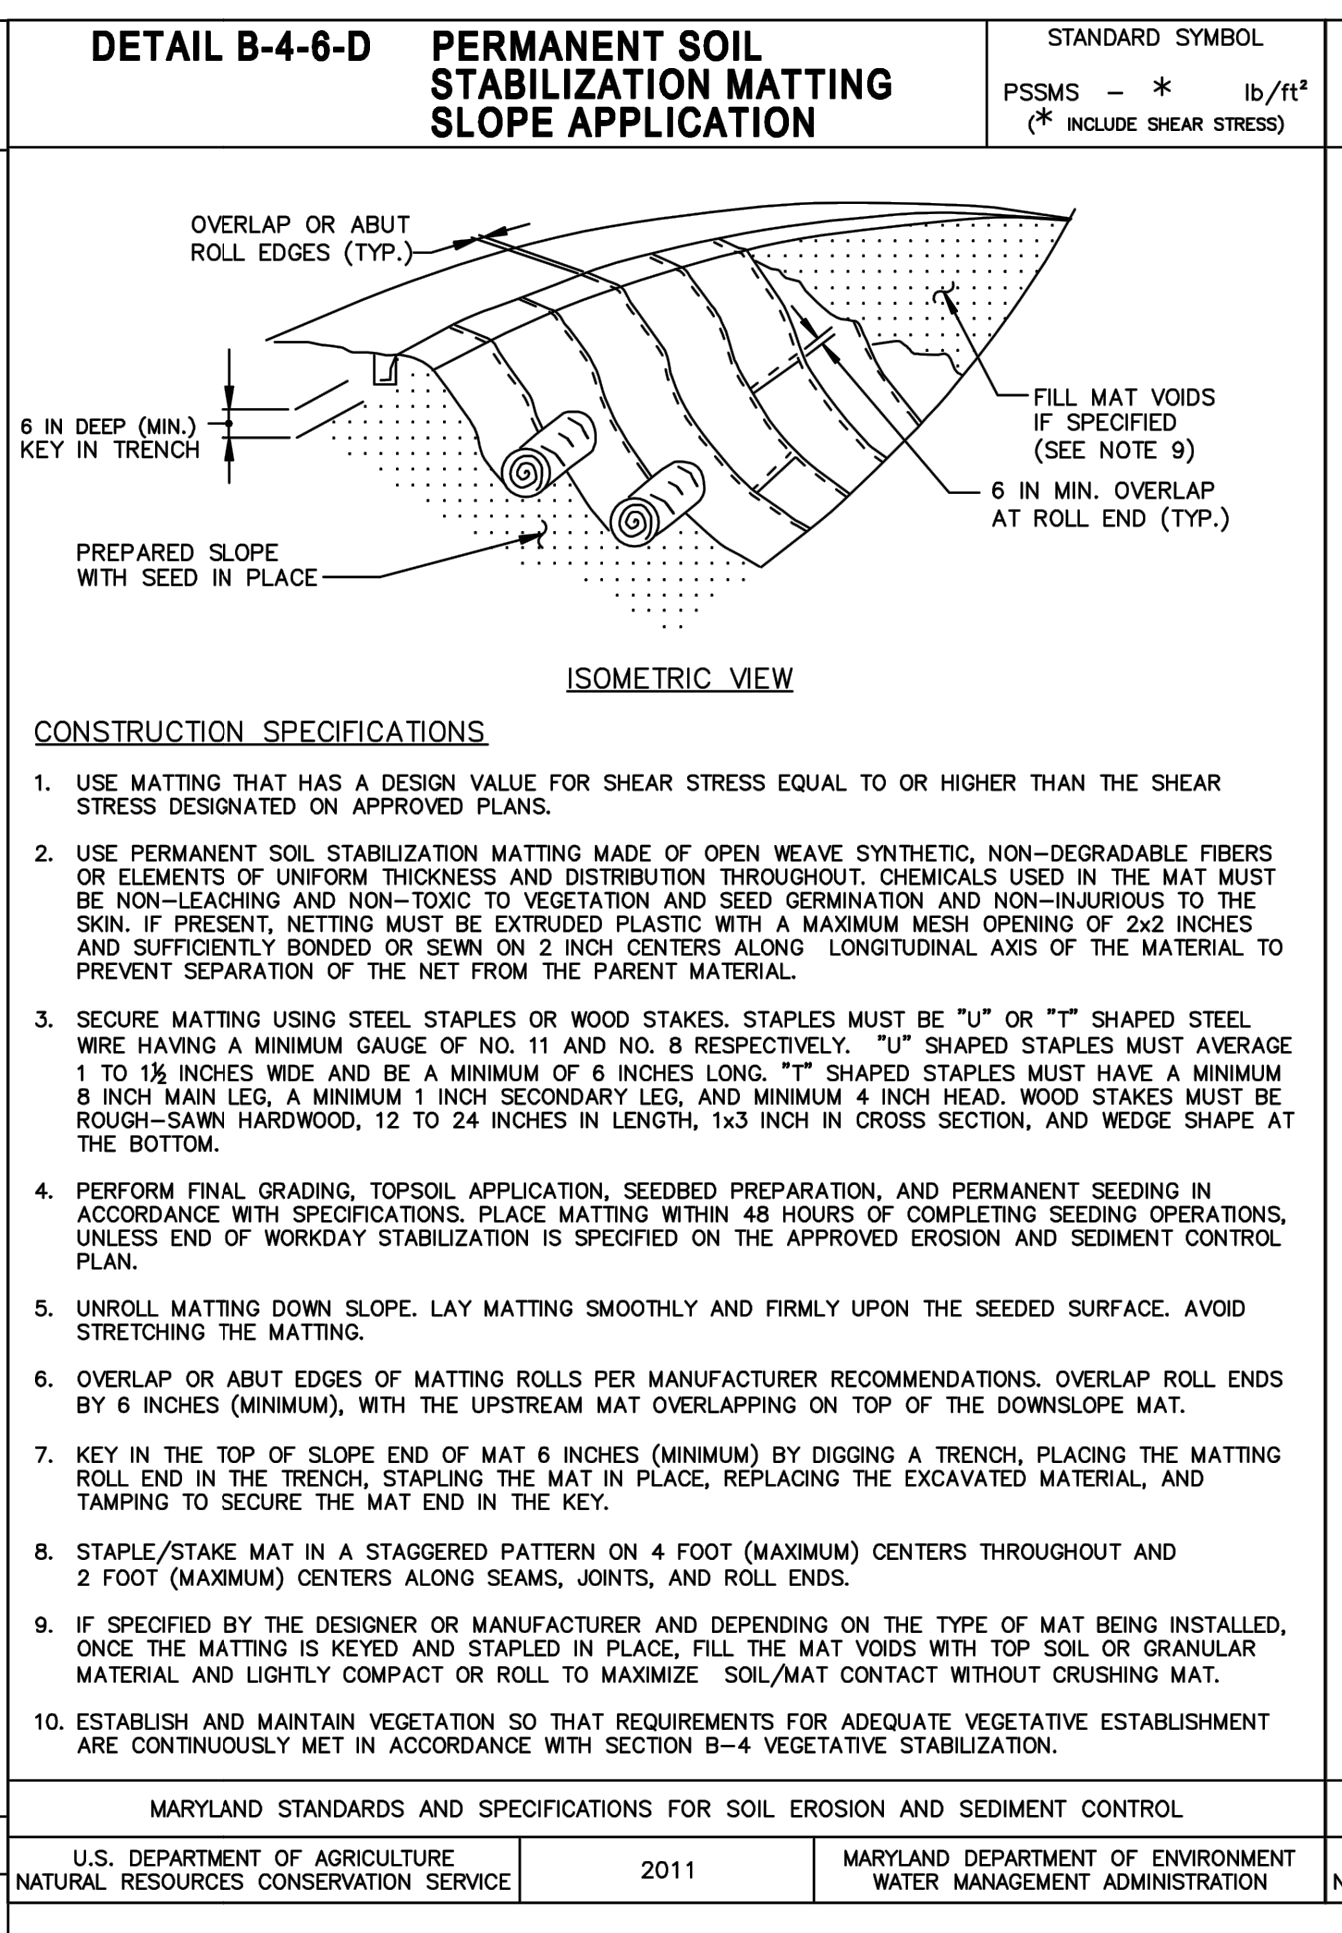 DETAIL B-4-6-D
PERMANENT SOIL
STABILIZATION MATTING
SLOPE APPLICATION
STANDARD SYMBOL
PSSMS - * lb/ft²
(* INCLUDE SHEAR STRESS)
OVERLAP OR ABUT
ROLL EDGES (TYP.)
6 IN DEEP (MIN.)
KEY IN TRENCH
PREPARED SLOPE
WITH SEED IN PLACE
FILL MAT VOIDS
IF SPECIFIED
(SEE NOTE 9)
6 IN MIN. OVERLAP
AT ROLL END (TYP.)
ISOMETRIC VIEW
CONSTRUCTION SPECIFICATIONS
1. USE MATTING THAT HAS A DESIGN VALUE FOR SHEAR STRESS EQUAL TO OR HIGHER THAN THE SHEAR
STRESS DESIGNATED ON APPROVED PLANS.
2. USE PERMANENT SOIL STABILIZATION MATTING MADE OF OPEN WEAVE SYNTHETIC, NON-DEGRADABLE FIBERS
OR ELEMENTS OF UNIFORM THICKNESS AND DISTRIBUTION THROUGHOUT. CHEMICALS USED IN THE MAT MUST
BE NON-LEACHING AND NON-TOXIC TO VEGETATION AND SEED GERMINATION AND NON-INJURIOUS TO THE
SKIN. IF PRESENT, NETTING MUST BE EXTRUDED PLASTIC WITH A MAXIMUM MESH OPENING OF 2x2 INCHES
AND SUFFICIENTLY BONDED OR SEWN ON 2 INCH CENTERS ALONG LONGITUDINAL AXIS OF THE MATERIAL TO
PREVENT SEPARATION OF THE NET FROM THE PARENT MATERIAL.
3. SECURE MATTING USING STEEL STAPLES OR WOOD STAKES. STAPLES MUST BE "U" OR "T" SHAPED STEEL
WIRE HAVING A MINIMUM GAUGE OF NO. 11 AND NO. 8 RESPECTIVELY. "U" SHAPED STAPLES MUST AVERAGE
1 TO 1½ INCHES WIDE AND BE A MINIMUM OF 6 INCHES LONG. "T" SHAPED STAPLES MUST HAVE A MINIMUM
8 INCH MAIN LEG, A MINIMUM 1 INCH SECONDARY LEG, AND MINIMUM 4 INCH HEAD. WOOD STAKES MUST BE
ROUGH-SAWN HARDWOOD, 12 TO 24 INCHES IN LENGTH, 1x3 INCH IN CROSS SECTION, AND WEDGE SHAPE AT
THE BOTTOM.
4. PERFORM FINAL GRADING, TOPSOIL APPLICATION, SEEDBED PREPARATION, AND PERMANENT SEEDING IN
ACCORDANCE WITH SPECIFICATIONS. PLACE MATTING WITHIN 48 HOURS OF COMPLETING SEEDING OPERATIONS,
UNLESS END OF WORKDAY STABILIZATION IS SPECIFIED ON THE APPROVED EROSION AND SEDIMENT CONTROL
PLAN.
5. UNROLL MATTING DOWN SLOPE. LAY MATTING SMOOTHLY AND FIRMLY UPON THE SEEDED SURFACE. AVOID
STRETCHING THE MATTING.
6. OVERLAP OR ABUT EDGES OF MATTING ROLLS PER MANUFACTURER RECOMMENDATIONS. OVERLAP ROLL ENDS
BY 6 INCHES (MINIMUM), WITH THE UPSTREAM MAT OVERLAPPING ON TOP OF THE DOWNSLOPE MAT.
7. KEY IN THE TOP OF SLOPE END OF MAT 6 INCHES (MINIMUM) BY DIGGING A TRENCH, PLACING THE MATTING
ROLL END IN THE TRENCH, STAPLING THE MAT IN PLACE, REPLACING THE EXCAVATED MATERIAL, AND
TAMPING TO SECURE THE MAT END IN THE KEY.
8. STAPLE/STAKE MAT IN A STAGGERED PATTERN ON 4 FOOT (MAXIMUM) CENTERS THROUGHOUT AND
2 FOOT (MAXIMUM) CENTERS ALONG SEAMS, JOINTS, AND ROLL ENDS.
9. IF SPECIFIED BY THE DESIGNER OR MANUFACTURER AND DEPENDING ON THE TYPE OF MAT BEING INSTALLED,
ONCE THE MATTING IS KEYED AND STAPLED IN PLACE, FILL THE MAT VOIDS WITH TOP SOIL OR GRANULAR
MATERIAL AND LIGHTLY COMPACT OR ROLL TO MAXIMIZE SOIL/MAT CONTACT WITHOUT CRUSHING MAT.
10. ESTABLISH AND MAINTAIN VEGETATION SO THAT REQUIREMENTS FOR ADEQUATE VEGETATIVE ESTABLISHMENT
ARE CONTINUOUSLY MET IN ACCORDANCE WITH SECTION B-4 VEGETATIVE STABILIZATION.
MARYLAND STANDARDS AND SPECIFICATIONS FOR SOIL EROSION AND SEDIMENT CONTROL
U.S. DEPARTMENT OF AGRICULTURE
NATURAL RESOURCES CONSERVATION SERVICE
2011
MARYLAND DEPARTMENT OF ENVIRONMENT
WATER MANAGEMENT ADMINISTRATION